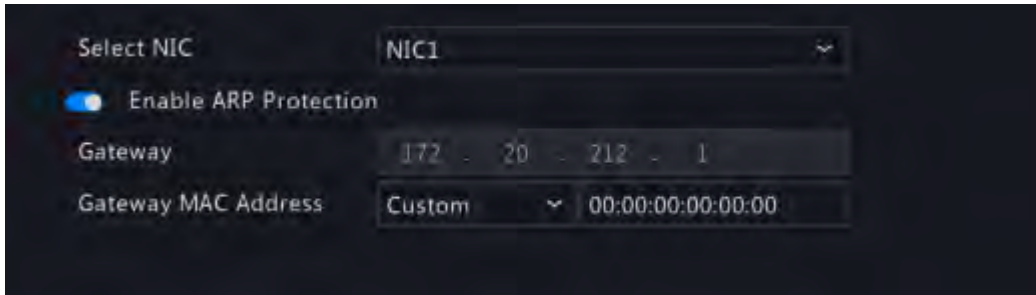 Select NIC NIC1
Enable ARP Protection
Gateway 172 . 20 . 212 . 1
Gateway MAC Address Custom 00:00:00:00:00:00